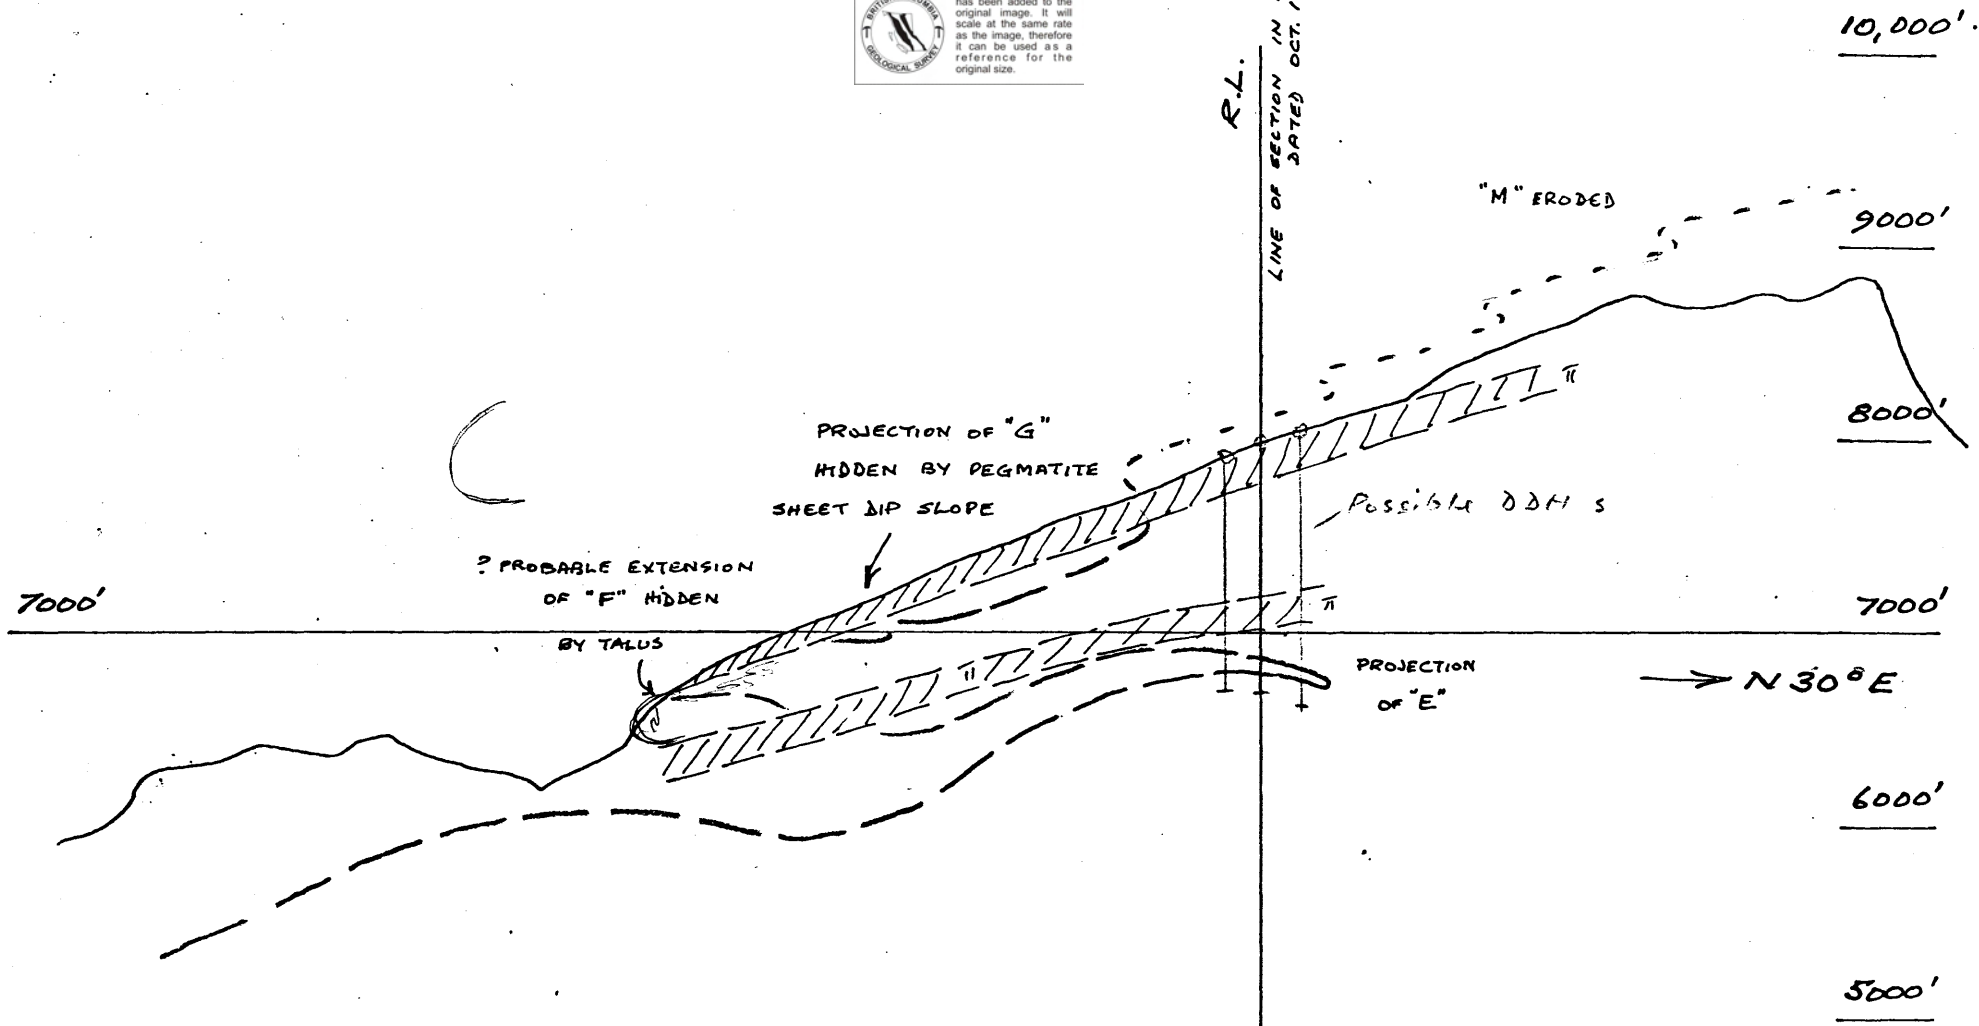 has been added to the
original image. It will
scale at the same rate
as the image, therefore
it can be used as a
reference for the
original size.
GEOLOGICAL SURVEY
10,000'
R.L.
LINE OF SECTION IN
DATED OCT.
"M" ERODED
9000'
8000'
PROJECTION OF "G"
HIDDEN BY PEGMATITE
SHEET DIP SLOPE
Possible DDH s
? PROBABLE EXTENSION
OF "F" HIDDEN
BY TALUS
7000'
7000'
PROJECTION
OF "E"
N 30° E
6000'
5000'